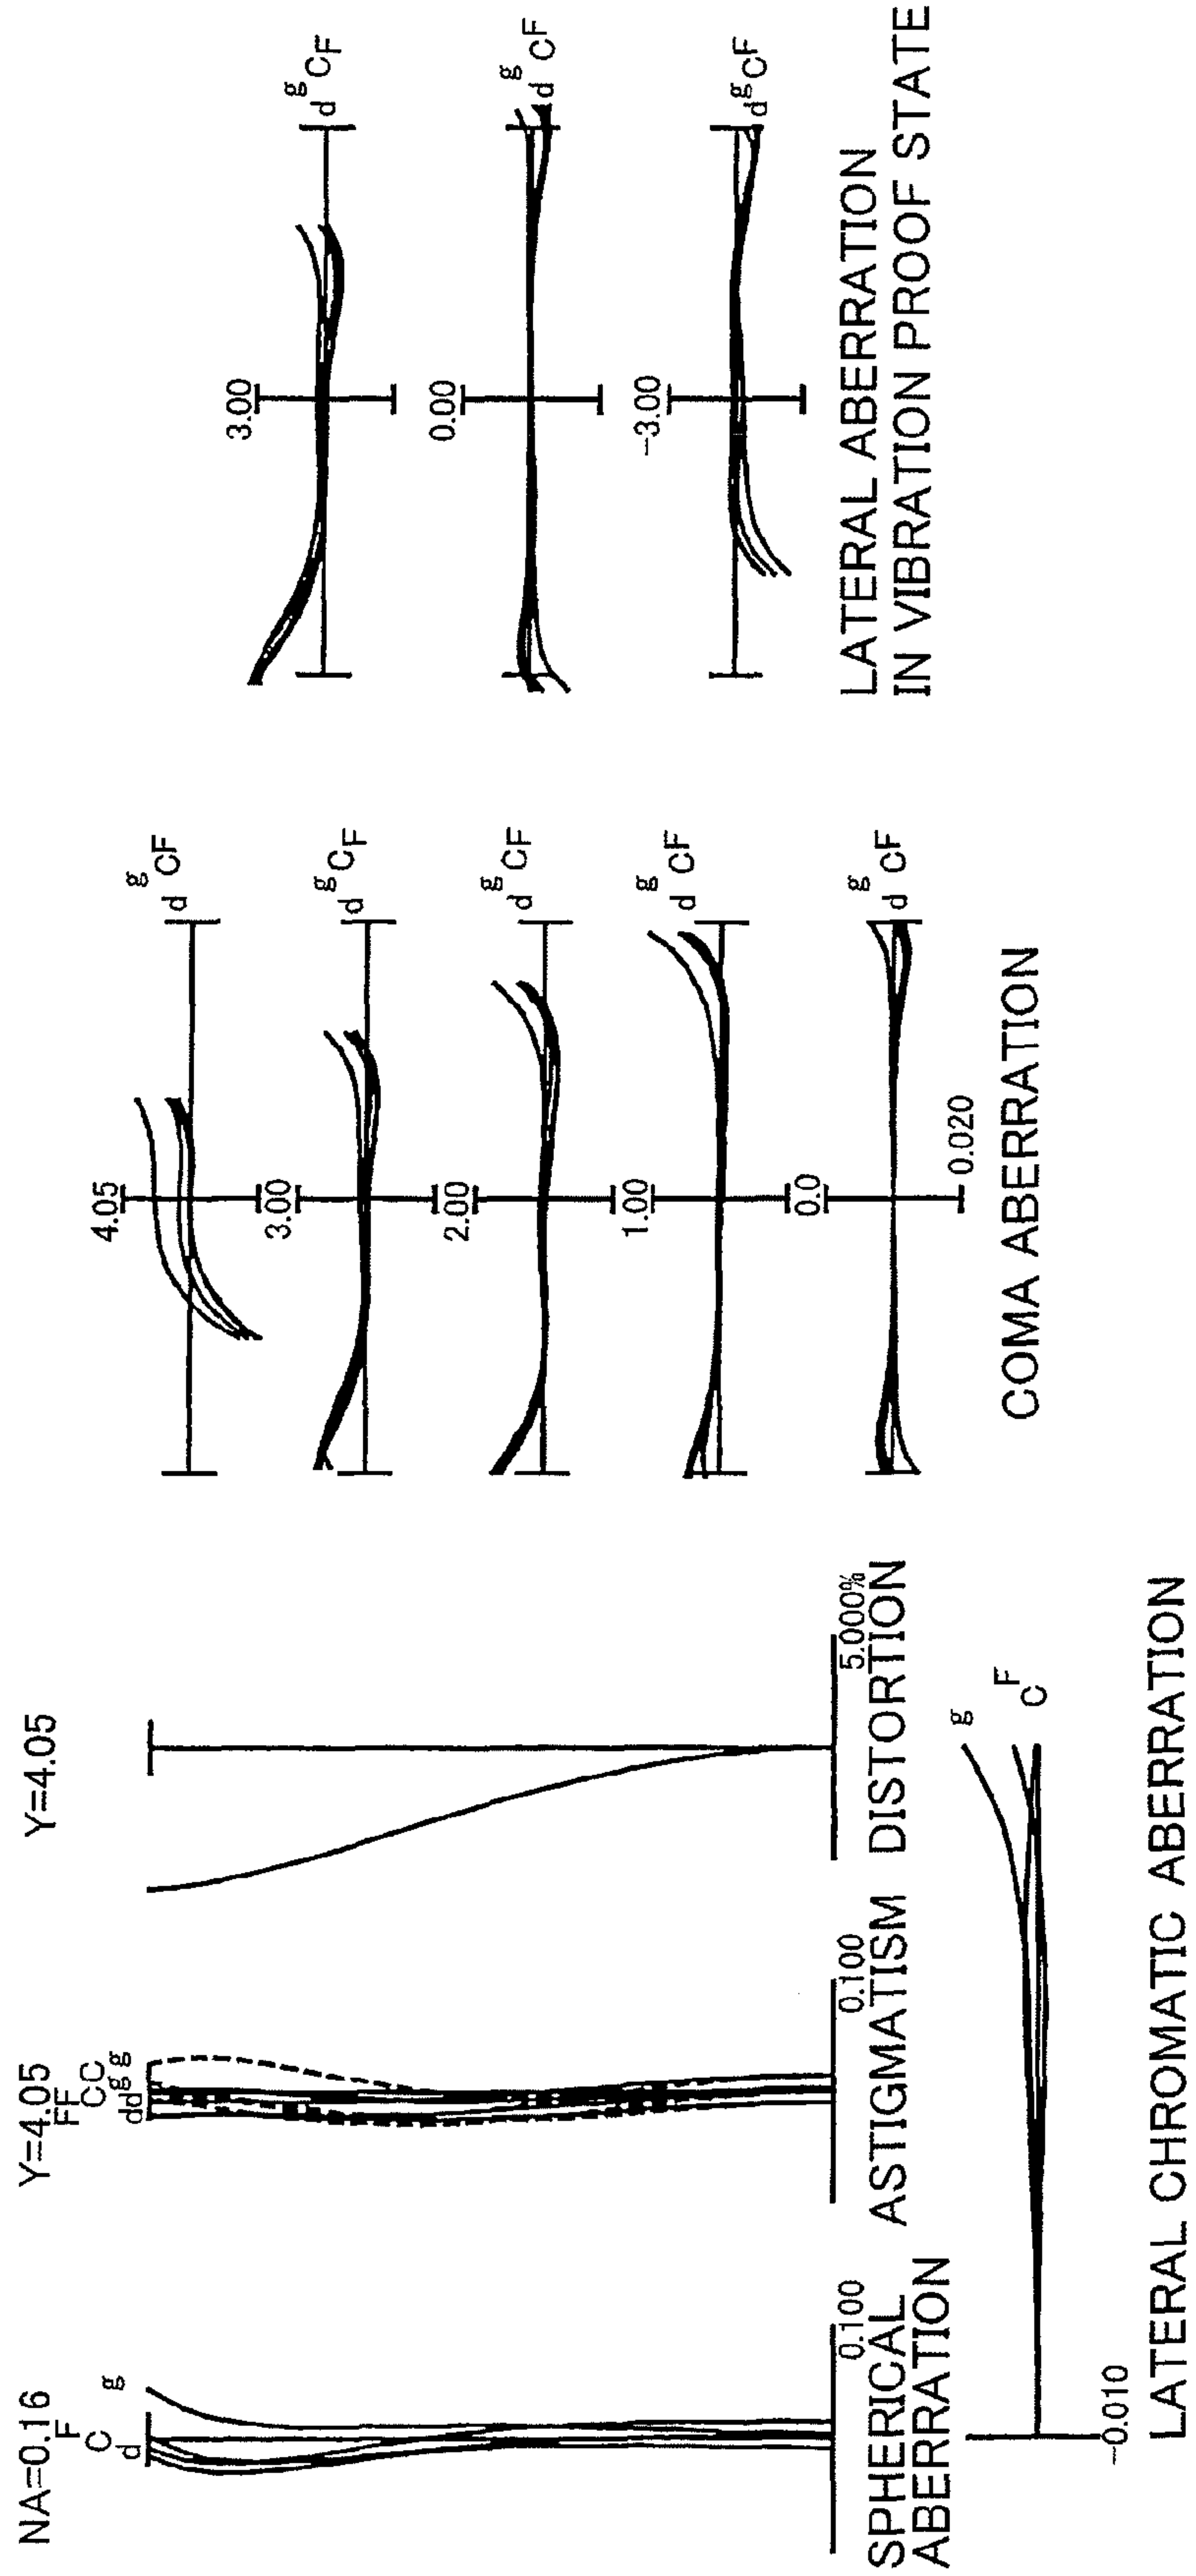 NA=0.16
F
C
d
g
0.100
SPHERICAL
ABERRATION
Y=4.05
FF
CC
dd
g g
0.100
ASTIGMATISM
Y=4.05
5.000%
DISTORTION
g
F
C
-0.010
LATERAL CHROMATIC ABERRATION
4.05
d g C F
3.00
d g C F
2.00
d g C F
1.00
d g C F
0.0
d g C F
0.020
COMA ABERRATION
3.00
d g C F
0.00
d g C F
-3.00
d g C F
LATERAL ABERRATION
IN VIBRATION PROOF STATE